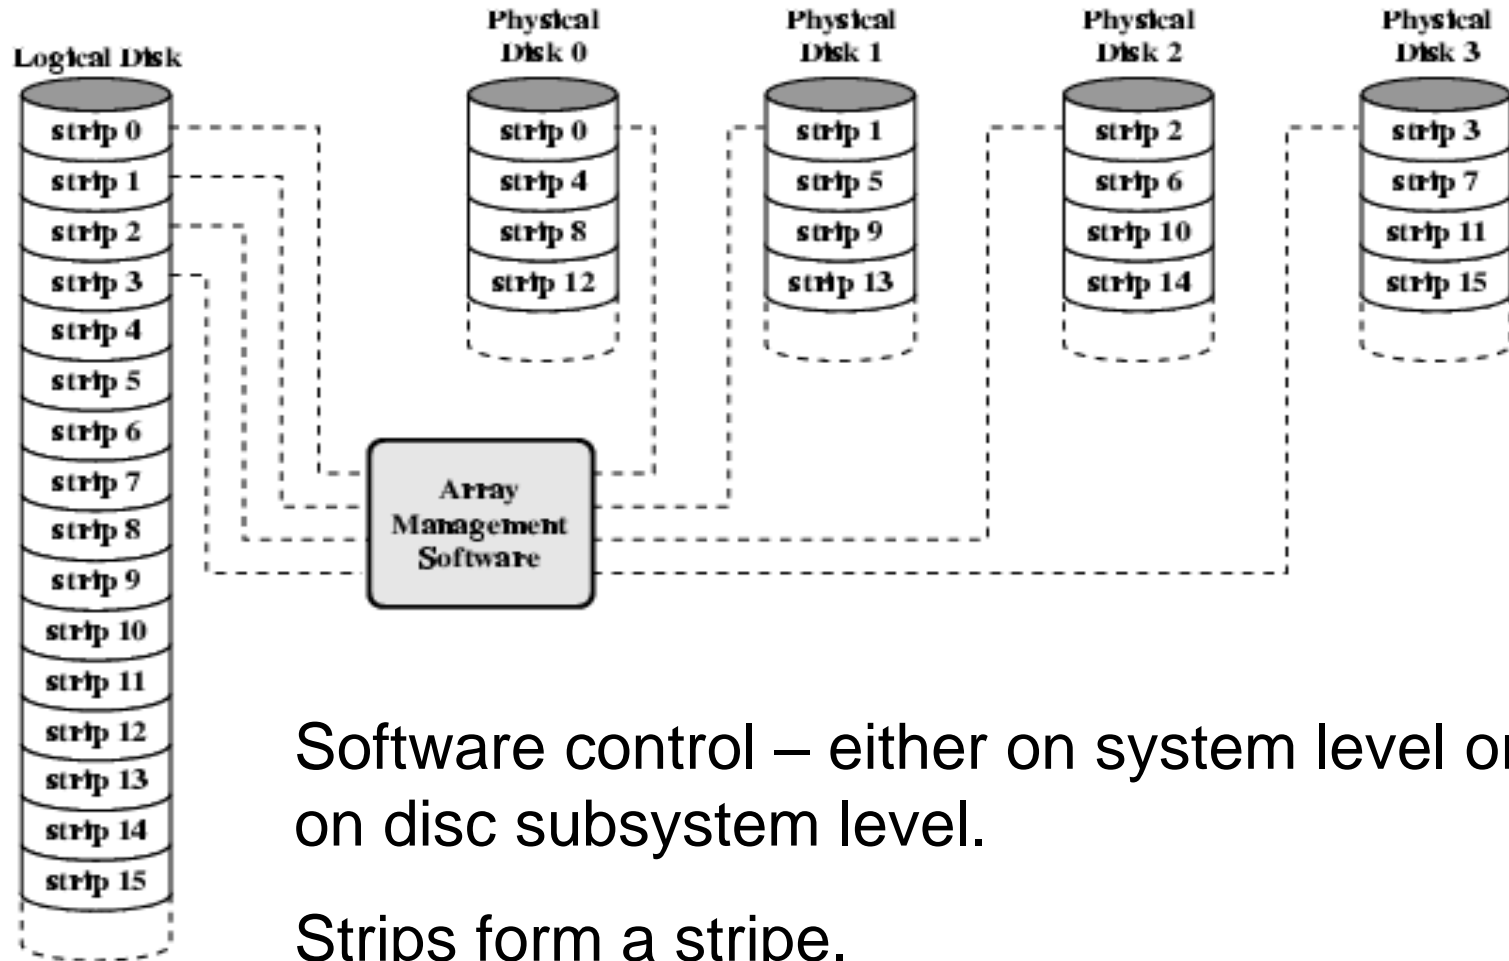 Logical Disk
strip 0
strip 1
strip 2
strip 3
strip 4
strip 5
strip 6
strip 7
strip 8
strip 9
strip 10
strip 11
strip 12
strip 13
strip 14
strip 15
Physical
Disk 0
strip 0
strip 4
strip 8
strip 12
Physical
Disk 1
strip 1
strip 5
strip 9
strip 13
Physical
Disk 2
strip 2
strip 6
strip 10
strip 14
Physical
Disk 3
strip 3
strip 7
strip 11
strip 15
Array
Management
Software
Software control – either on system level or
on disc subsystem level.
Strips form a stripe.